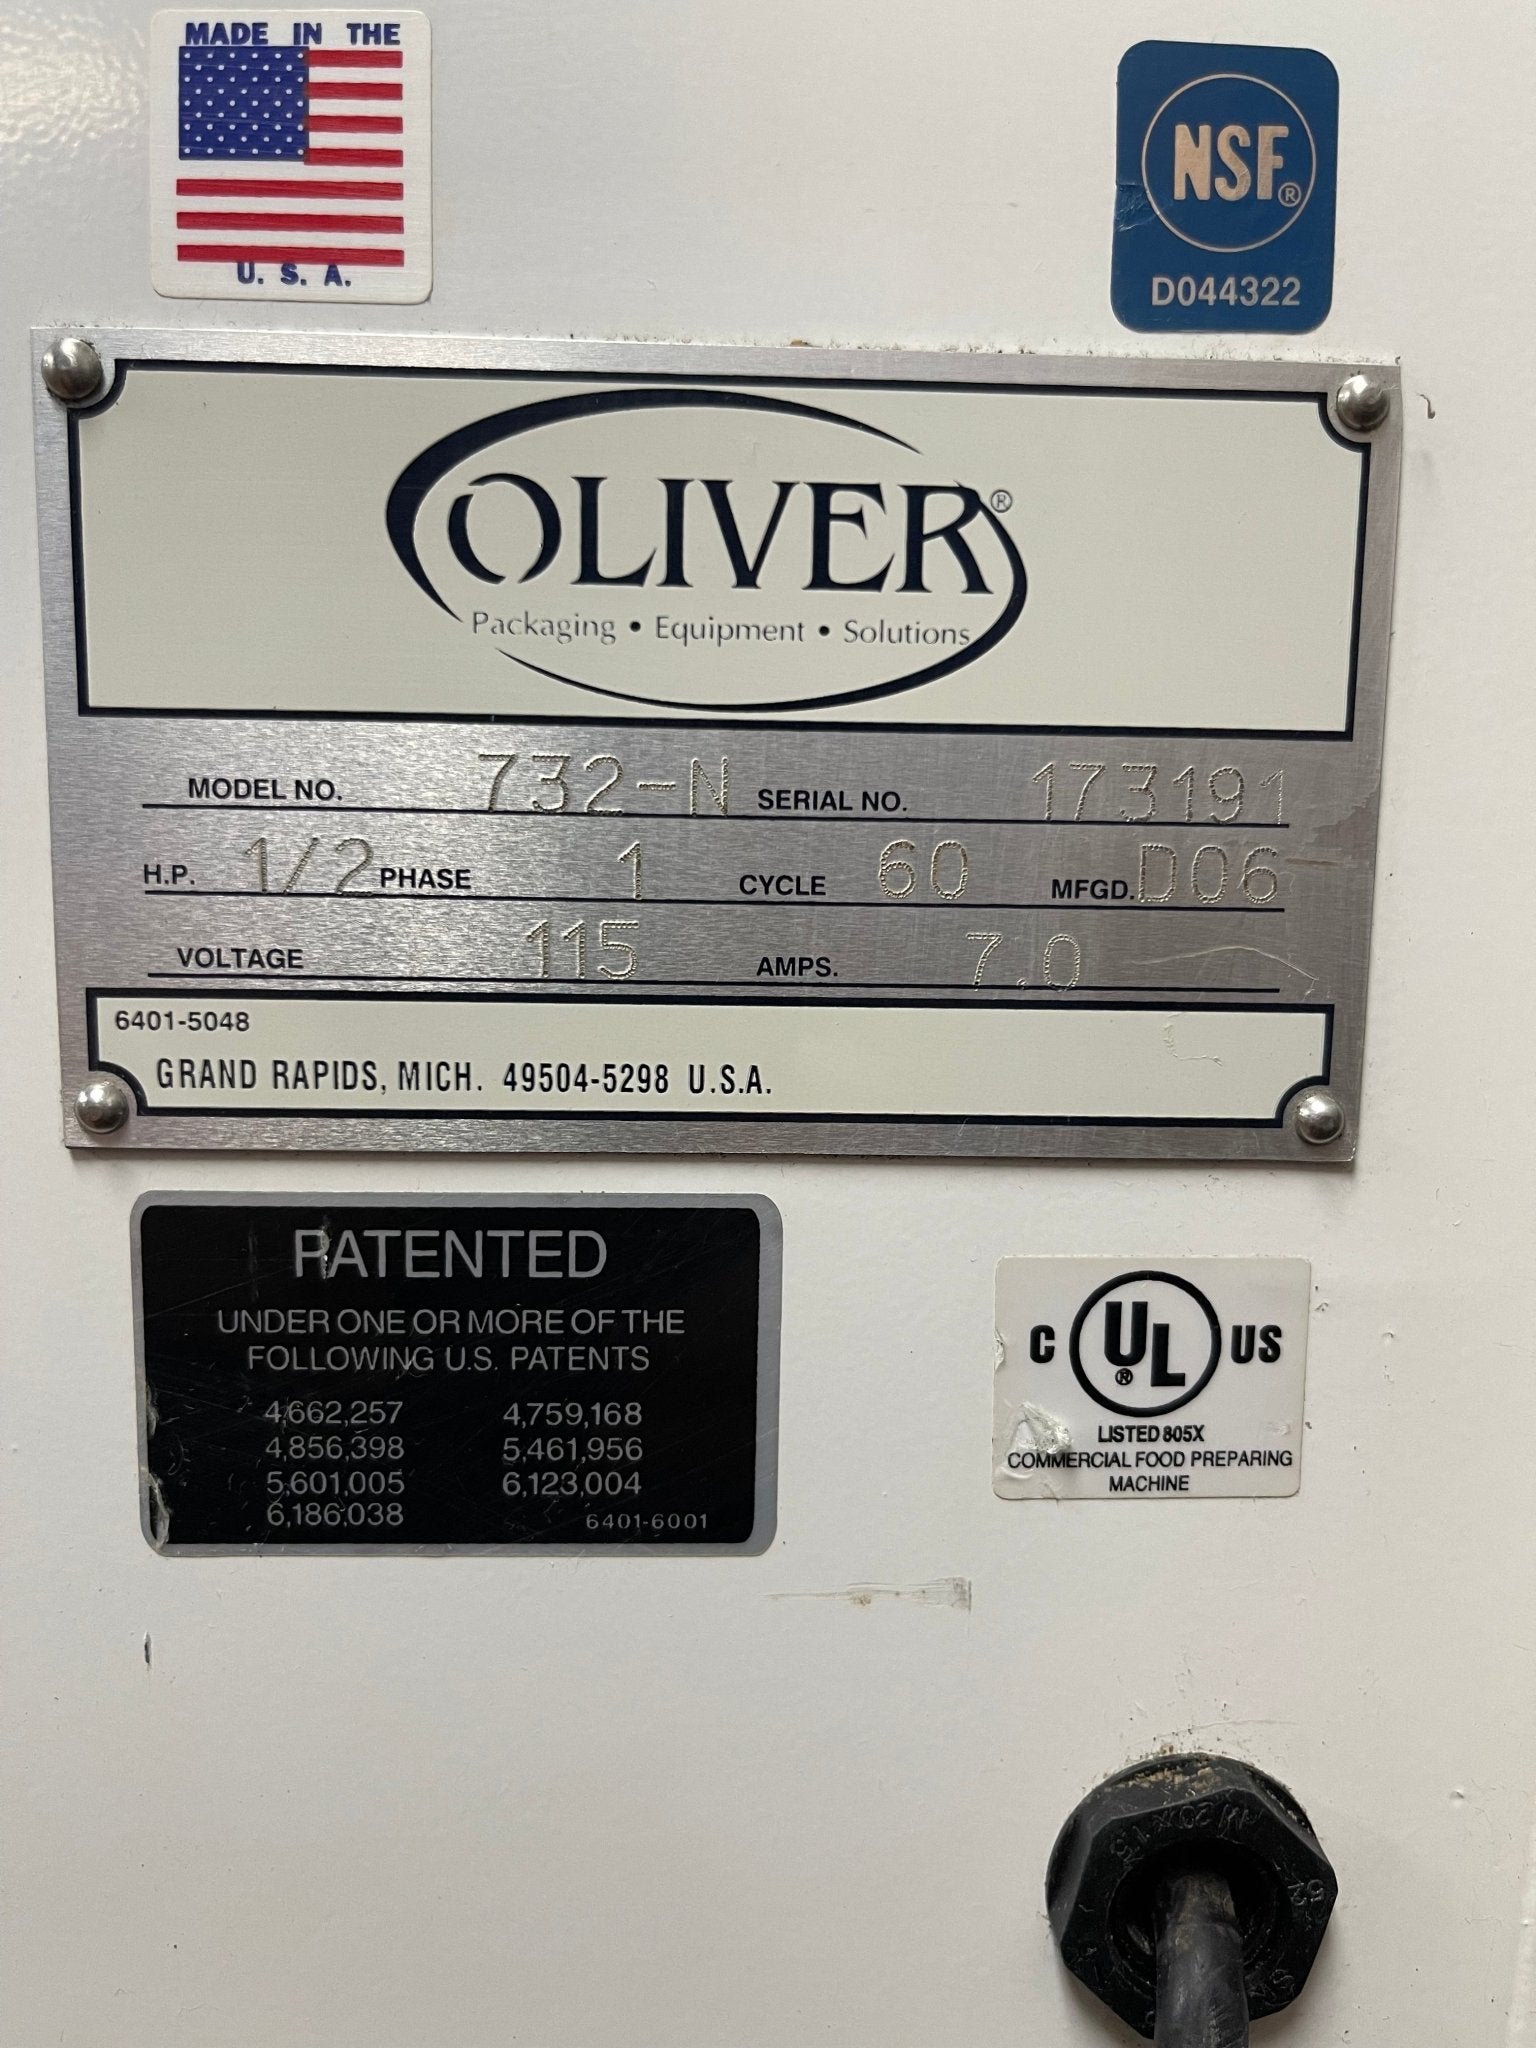 MADE IN THE
U. S. A.
NSF®
D044322
OLIVER®
Packaging • Equipment • Solutions
MODEL NO. 732-N SERIAL NO. 173191
H.P. 1/2 PHASE 1 CYCLE 60 MFGD. D06
VOLTAGE 115 AMPS. 7.0
6401-5048
GRAND RAPIDS, MICH. 49504-5298 U.S.A.
PATENTED
UNDER ONE OR MORE OF THE
FOLLOWING U.S. PATENTS
4,662,257 4,759,168
4,856,398 5,461,956
5,601,005 6,123,004
6,186,038 6401-6001
C UL® US
LISTED 805X
COMMERCIAL FOOD PREPARING
MACHINE